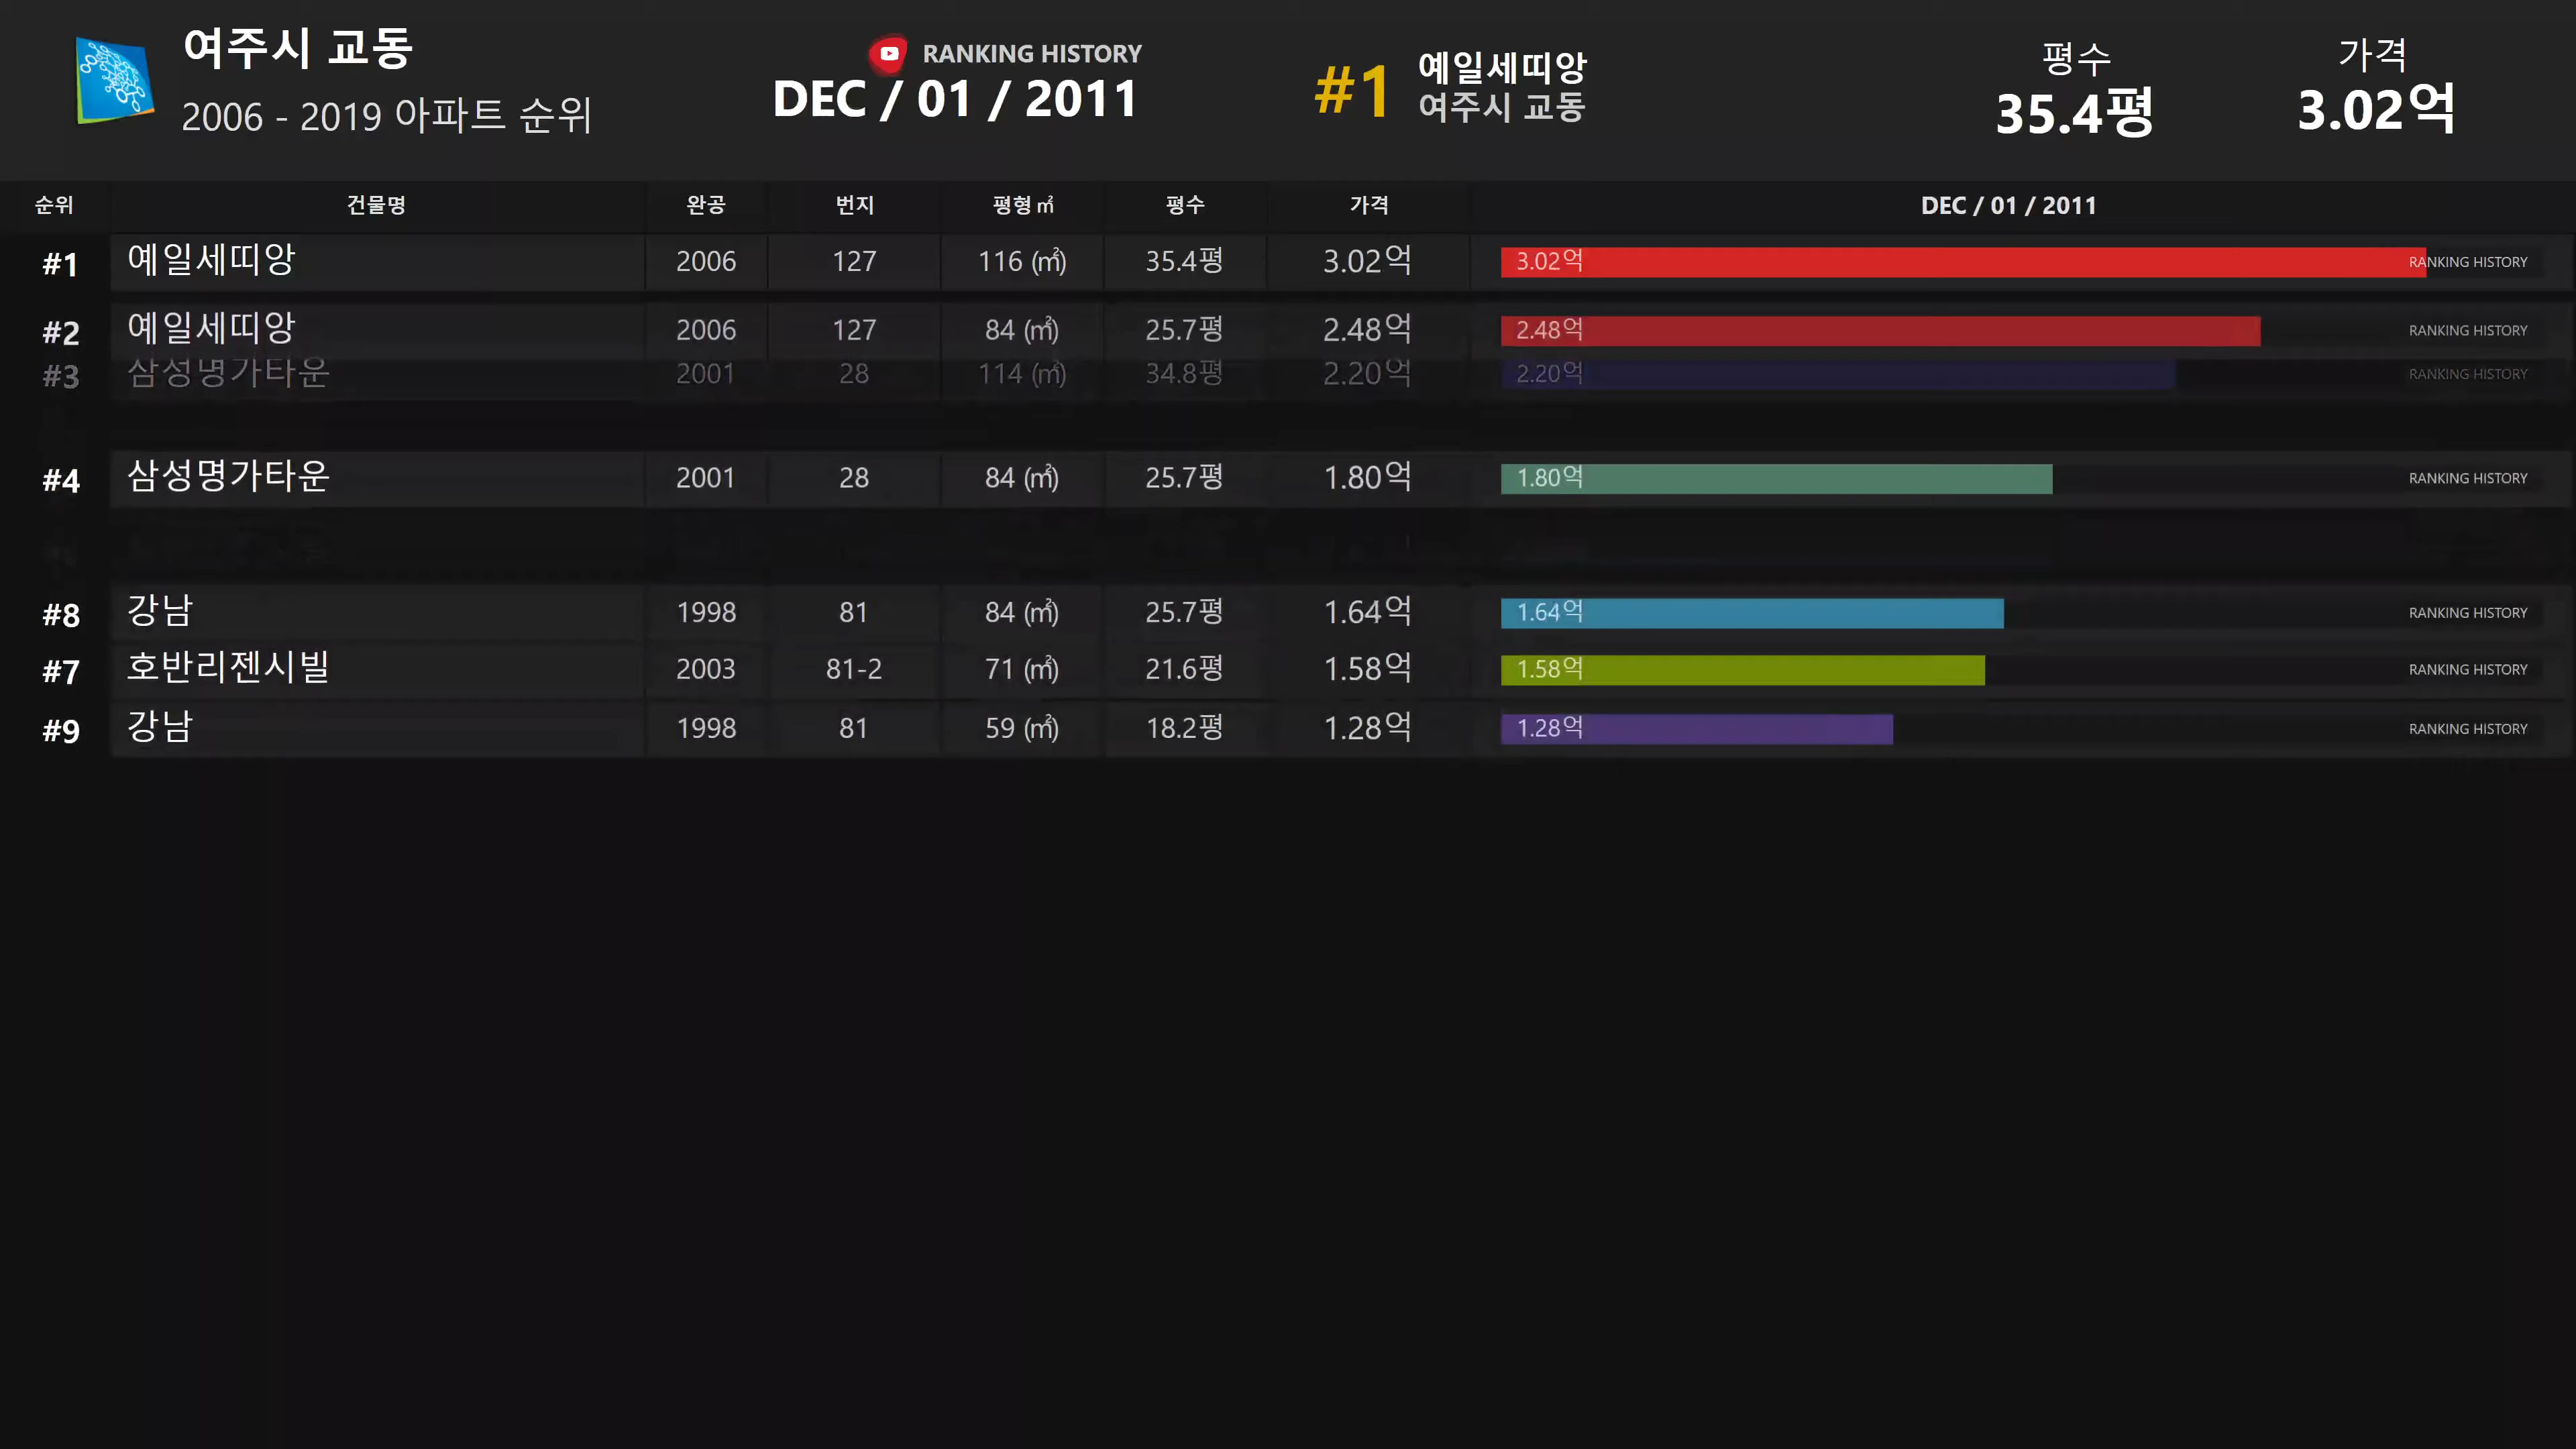 여주시 교동
2006 - 2019 아파트 순위
RANKING HISTORY
DEC / 01 / 2011
#1
예일세띠앙
여주시 교동
평수
35.4평
가격
3.02억
순위 건물명 완공 번지 평형㎡ 평수 가격 DEC / 01 / 2011
#1 예일세띠앙 2006 127 116 (㎡) 35.4평 3.02억 3.02억 RANKING HISTORY
#2 예일세띠앙 2006 127 84 (㎡) 25.7평 2.48억 2.48억 RANKING HISTORY
#3 삼성명가타운 2001 28 114 (㎡) 34.8평 2.20억 2.20억 RANKING HISTORY
#4 삼성명가타운 2001 28 84 (㎡) 25.7평 1.80억 1.80억 RANKING HISTORY
#8 강남 1998 81 84 (㎡) 25.7평 1.64억 1.64억 RANKING HISTORY
#7 호반리젠시빌 2003 81-2 71 (㎡) 21.6평 1.58억 1.58억 RANKING HISTORY
#9 강남 1998 81 59 (㎡) 18.2평 1.28억 1.28억 RANKING HISTORY